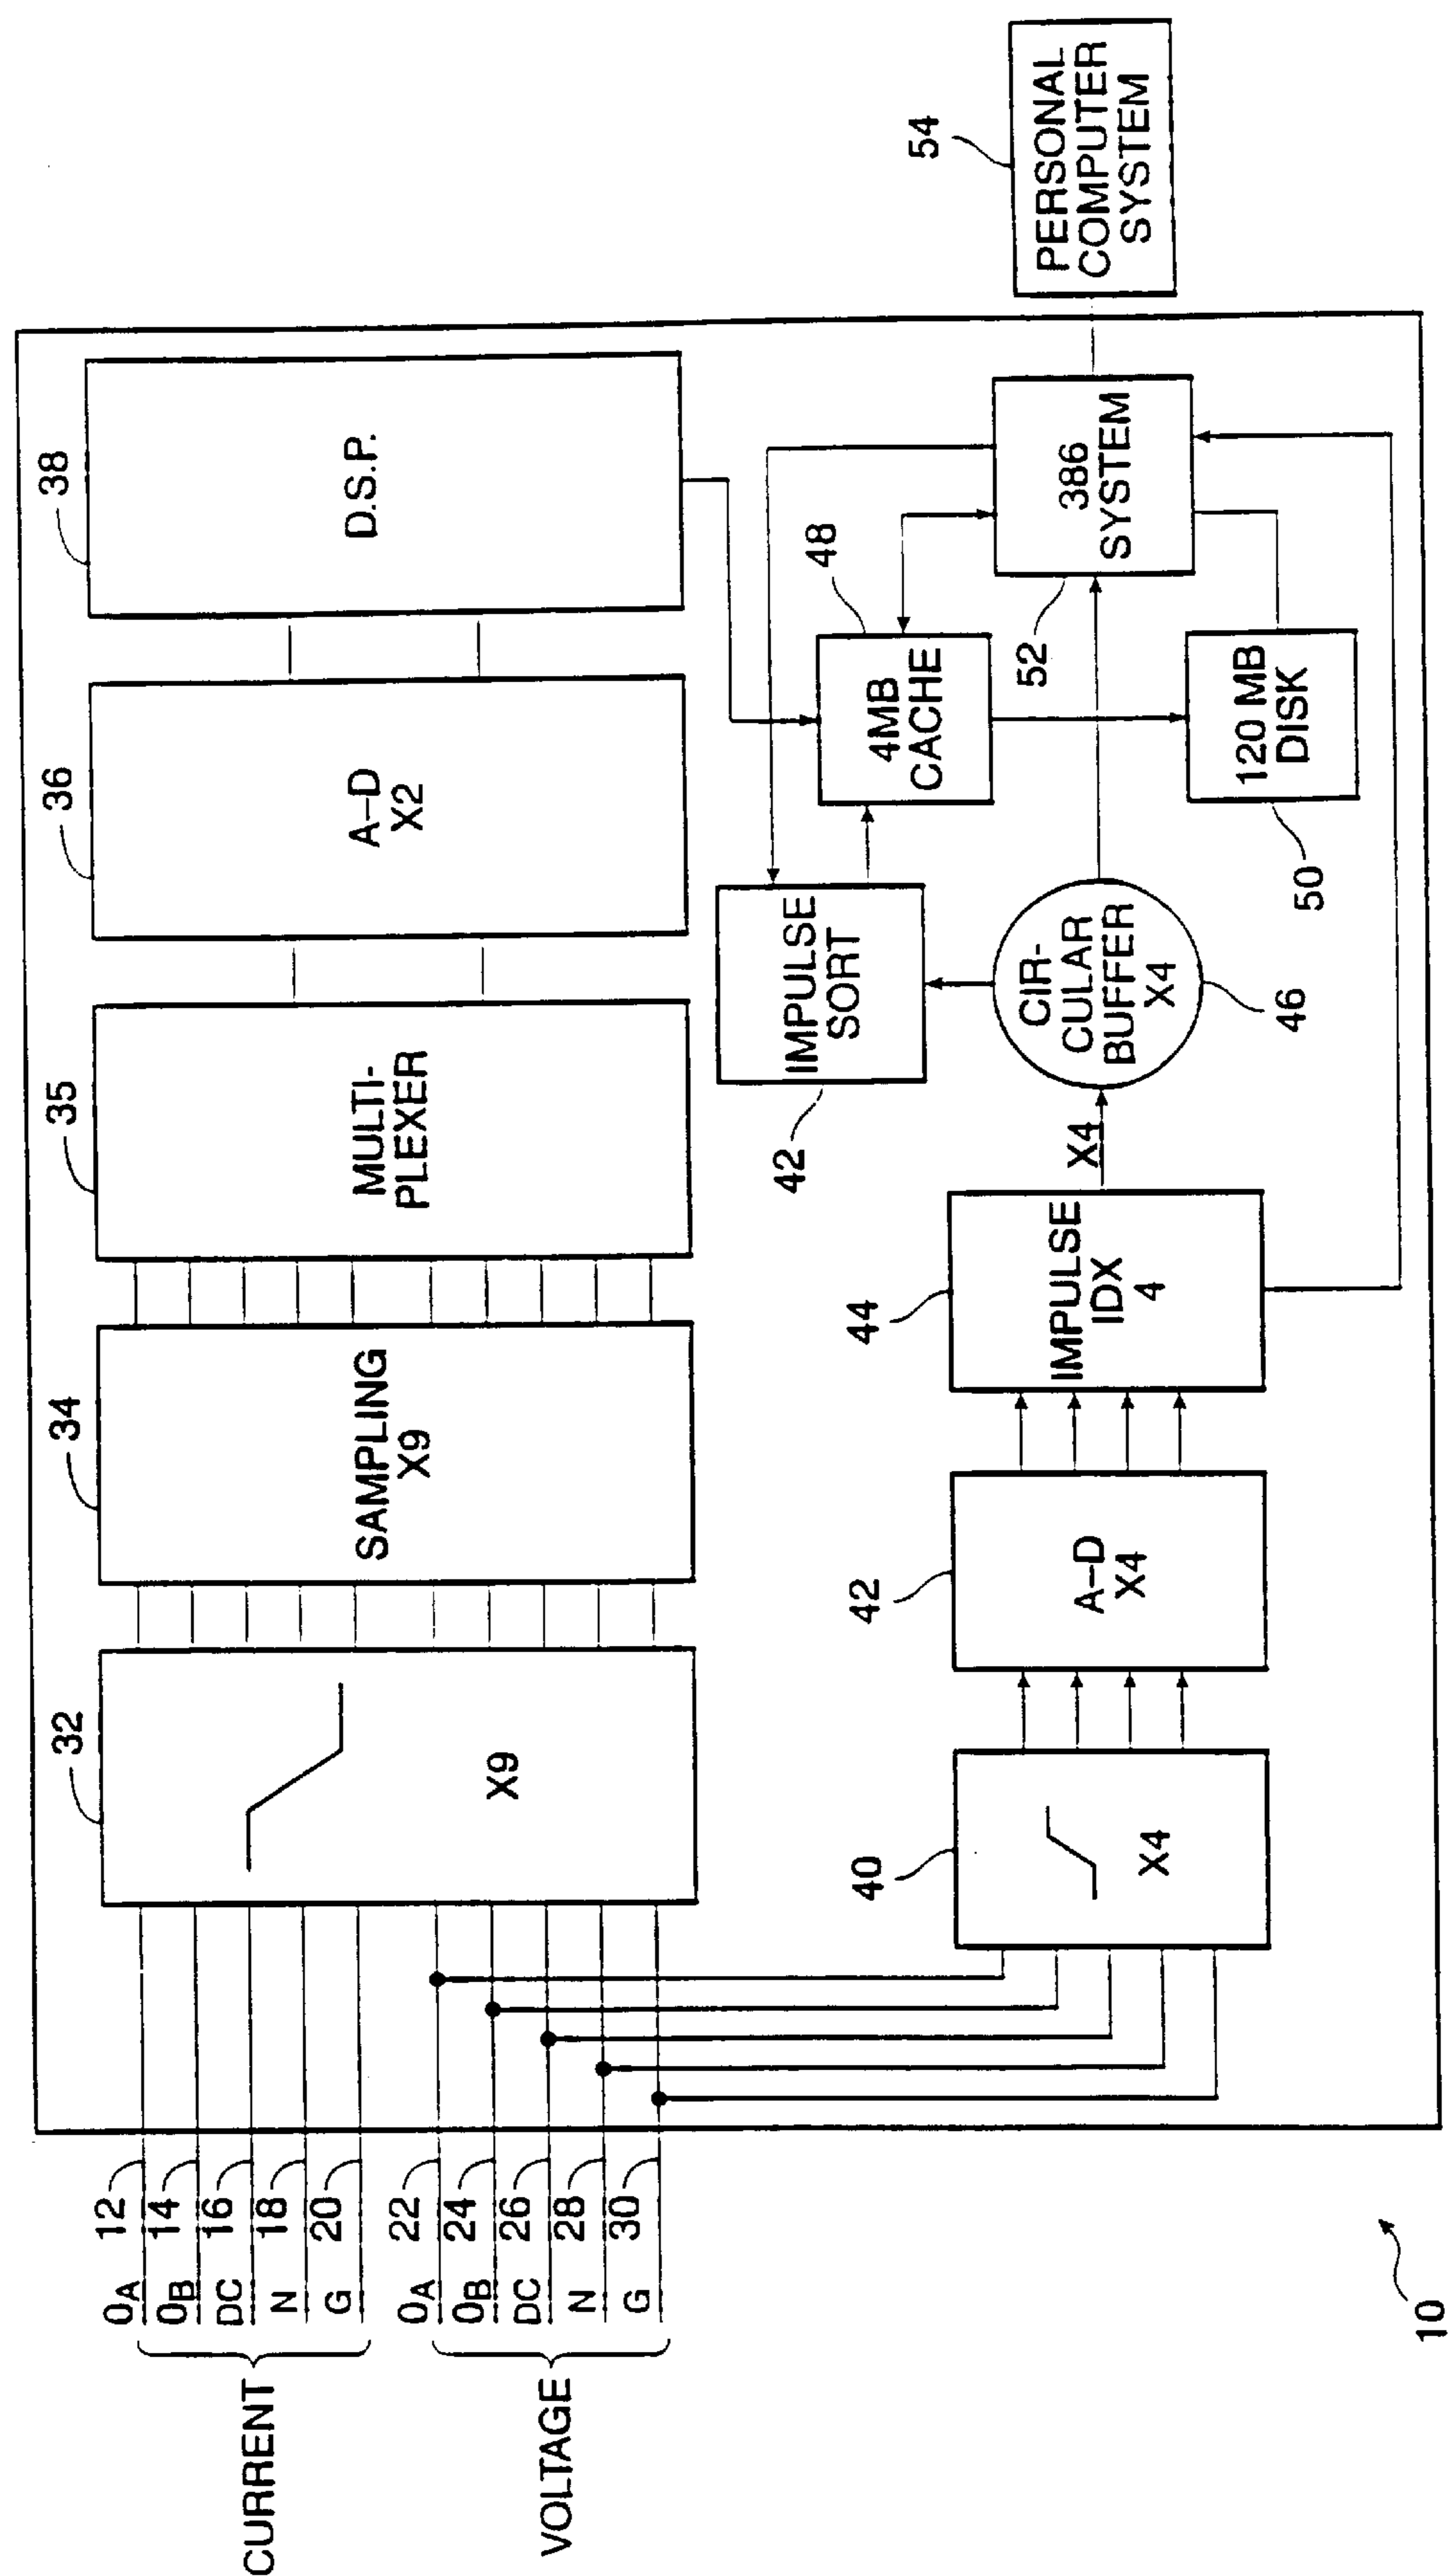 CURRENT
0A 12
0B 14
DC 16
N 18
G 20
VOLTAGE
0A 22
0B 24
DC 26
N 28
G 30
32
X9
34
SAMPLING
X9
35
MULTI-
PLEXER
36
A-D
X2
38
D.S.P.
40
X4
42
A-D
X4
44
IMPULSE
IDX
4
X4
CIR-
CULAR
BUFFER
X4
46
IMPULSE
SORT
42
4MB
CACHE
48
120 MB
DISK
50
386
SYSTEM
52
PERSONAL
COMPUTER
SYSTEM
54
10